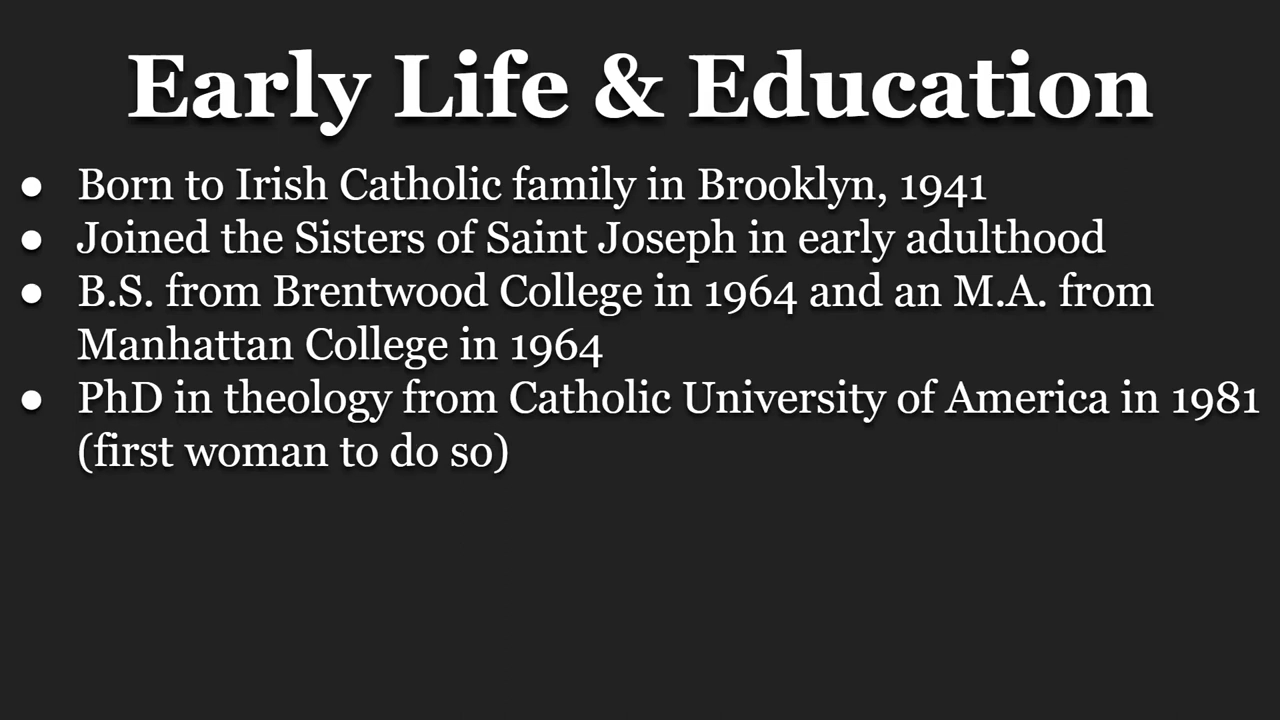 Early Life & Education
● Born to Irish Catholic family in Brooklyn, 1941
● Joined the Sisters of Saint Joseph in early adulthood
● B.S. from Brentwood College in 1964 and an M.A. from
Manhattan College in 1964
● PhD in theology from Catholic University of America in 1981
(first woman to do so)